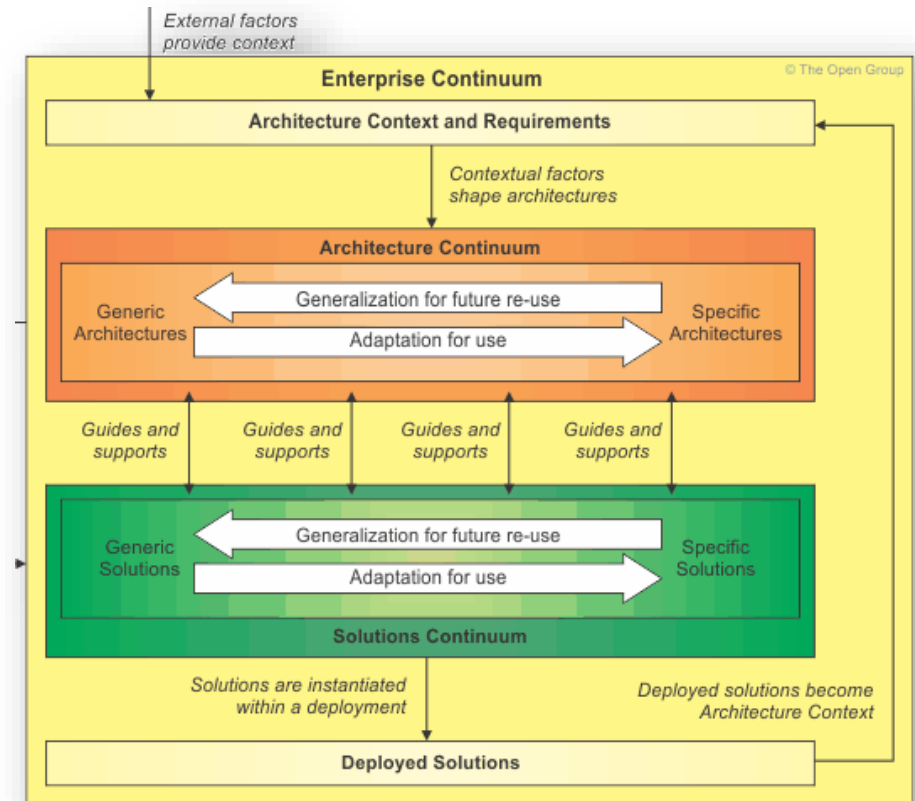 External factors
provide context
© The Open Group
Enterprise Continuum
Architecture Context and Requirements
Contextual factors
shape architectures
Architecture Continuum
Generic
Architectures
Generalization for future re-use
Adaptation for use
Specific
Architectures
Guides and
supports
Guides and
supports
Guides and
supports
Guides and
supports
Generic
Solutions
Generalization for future re-use
Adaptation for use
Specific
Solutions
Solutions Continuum
Solutions are instantiated
within a deployment
Deployed solutions become
Architecture Context
Deployed Solutions